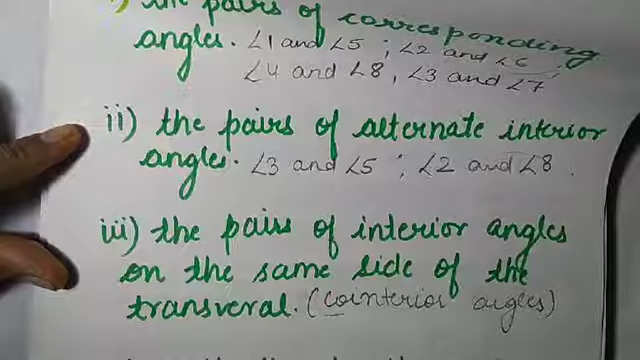 i) the pairs of corresponding
angles. ∠1 and ∠5 ; ∠2 and ∠6 ;
∠4 and ∠8 , ∠3 and ∠7
ii) the pairs of alternate interior
angles. ∠3 and ∠5 ; ∠2 and ∠8 .
iii) the pairs of interior angles
on the same side of the
transveral. (cointerior angles)